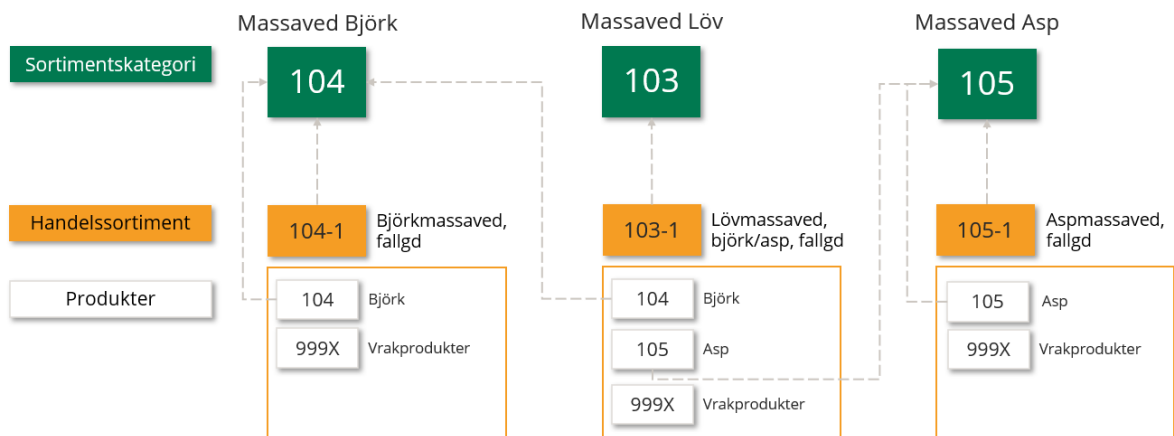 Massaved Björk
Massaved Löv
Massaved Asp
Sortimentskategori
104
103
105
Handelssortiment
104-1
Björkmassaved,
fallgd
103-1
Lövmassaved,
björk/asp, fallgd
105-1
Aspmassaved,
fallgd
Produkter
104 Björk
999X Vrakprodukter
104 Björk
105 Asp
999X Vrakprodukter
105 Asp
999X Vrakprodukter